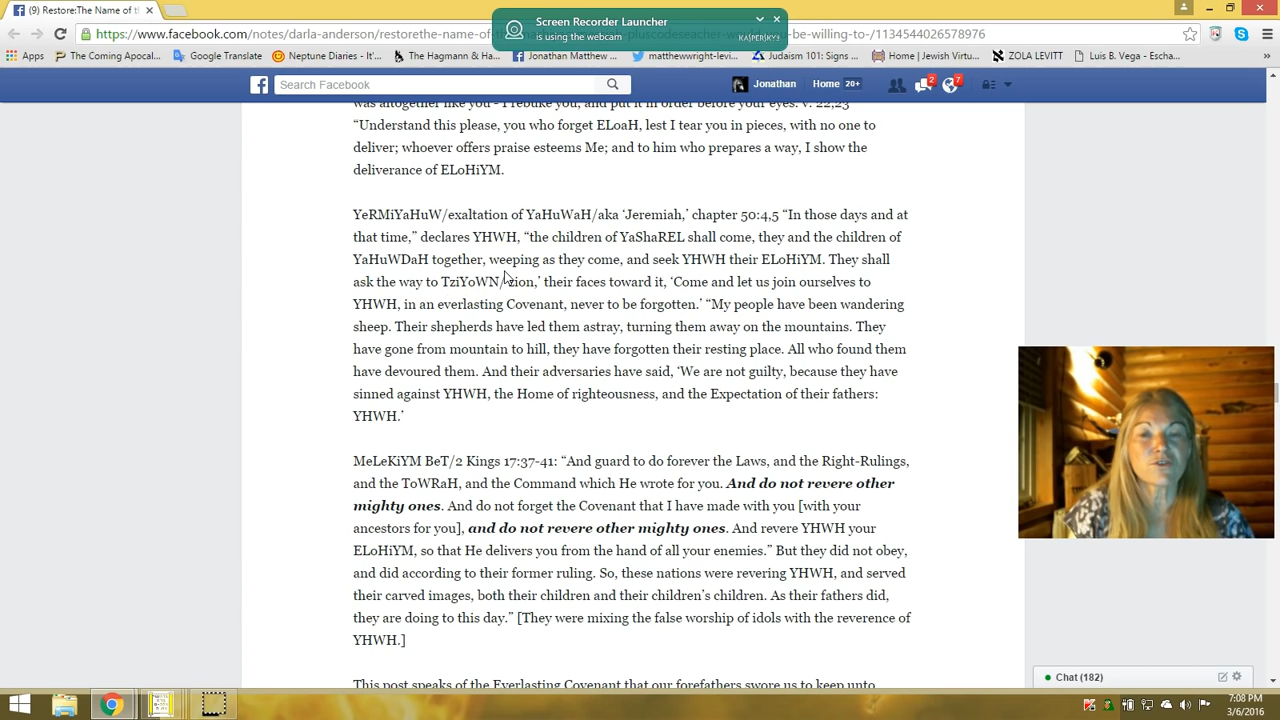 (9) Restore:The Name of t
Screen Recorder Launcher
is using the webcam
KASPERSKY
https://www.facebook.com/notes/darla-anderson/restorethe-name-of-th
you-be-willing-to-/1134544026578976
Apps
The Coming Apocal...
Google Translate
Neptune Diaries - It'...
The Hagmann & Ha...
Jonathan Matthew ...
matthewwright-levi...
Judaism 101: Signs ...
Home | Jewish Virtu...
ZOLA LEVITT
Luis B. Vega - Escha...
Search Facebook
Jonathan
Home 20+
2
7
was altogether like you - I rebuke you, and put it in order before your eyes. v. 22,23
“Understand this please, you who forget ELoaH, lest I tear you in pieces, with no one to
deliver; whoever offers praise esteems Me; and to him who prepares a way, I show the
deliverance of ELoHiYM.
YeRMiYaHuW/exaltation of YaHuWaH/aka ‘Jeremiah,’ chapter 50:4,5 “In those days and at
that time,” declares YHWH, “the children of YaShaREL shall come, they and the children of
YaHuWDaH together, weeping as they come, and seek YHWH their ELoHiYM. They shall
ask the way to TziYoWN/‘zion,’ their faces toward it, ‘Come and let us join ourselves to
YHWH, in an everlasting Covenant, never to be forgotten.’ “My people have been wandering
sheep. Their shepherds have led them astray, turning them away on the mountains. They
have gone from mountain to hill, they have forgotten their resting place. All who found them
have devoured them. And their adversaries have said, ‘We are not guilty, because they have
sinned against YHWH, the Home of righteousness, and the Expectation of their fathers:
YHWH.’
MeLeKiYM BeT/2 Kings 17:37-41: “And guard to do forever the Laws, and the Right-Rulings,
and the ToWRaH, and the Command which He wrote for you. And do not revere other
mighty ones. And do not forget the Covenant that I have made with you [with your
ancestors for you], and do not revere other mighty ones. And revere YHWH your
ELoHiYM, so that He delivers you from the hand of all your enemies.” But they did not obey,
and did according to their former ruling. So, these nations were revering YHWH, and served
their carved images, both their children and their children’s children. As their fathers did,
they are doing to this day.” [They were mixing the false worship of idols with the reverence of
YHWH.]
This post speaks of the Everlasting Covenant that our forefathers swore us to keep unto
Chat (182)
7:08 PM
3/6/2016